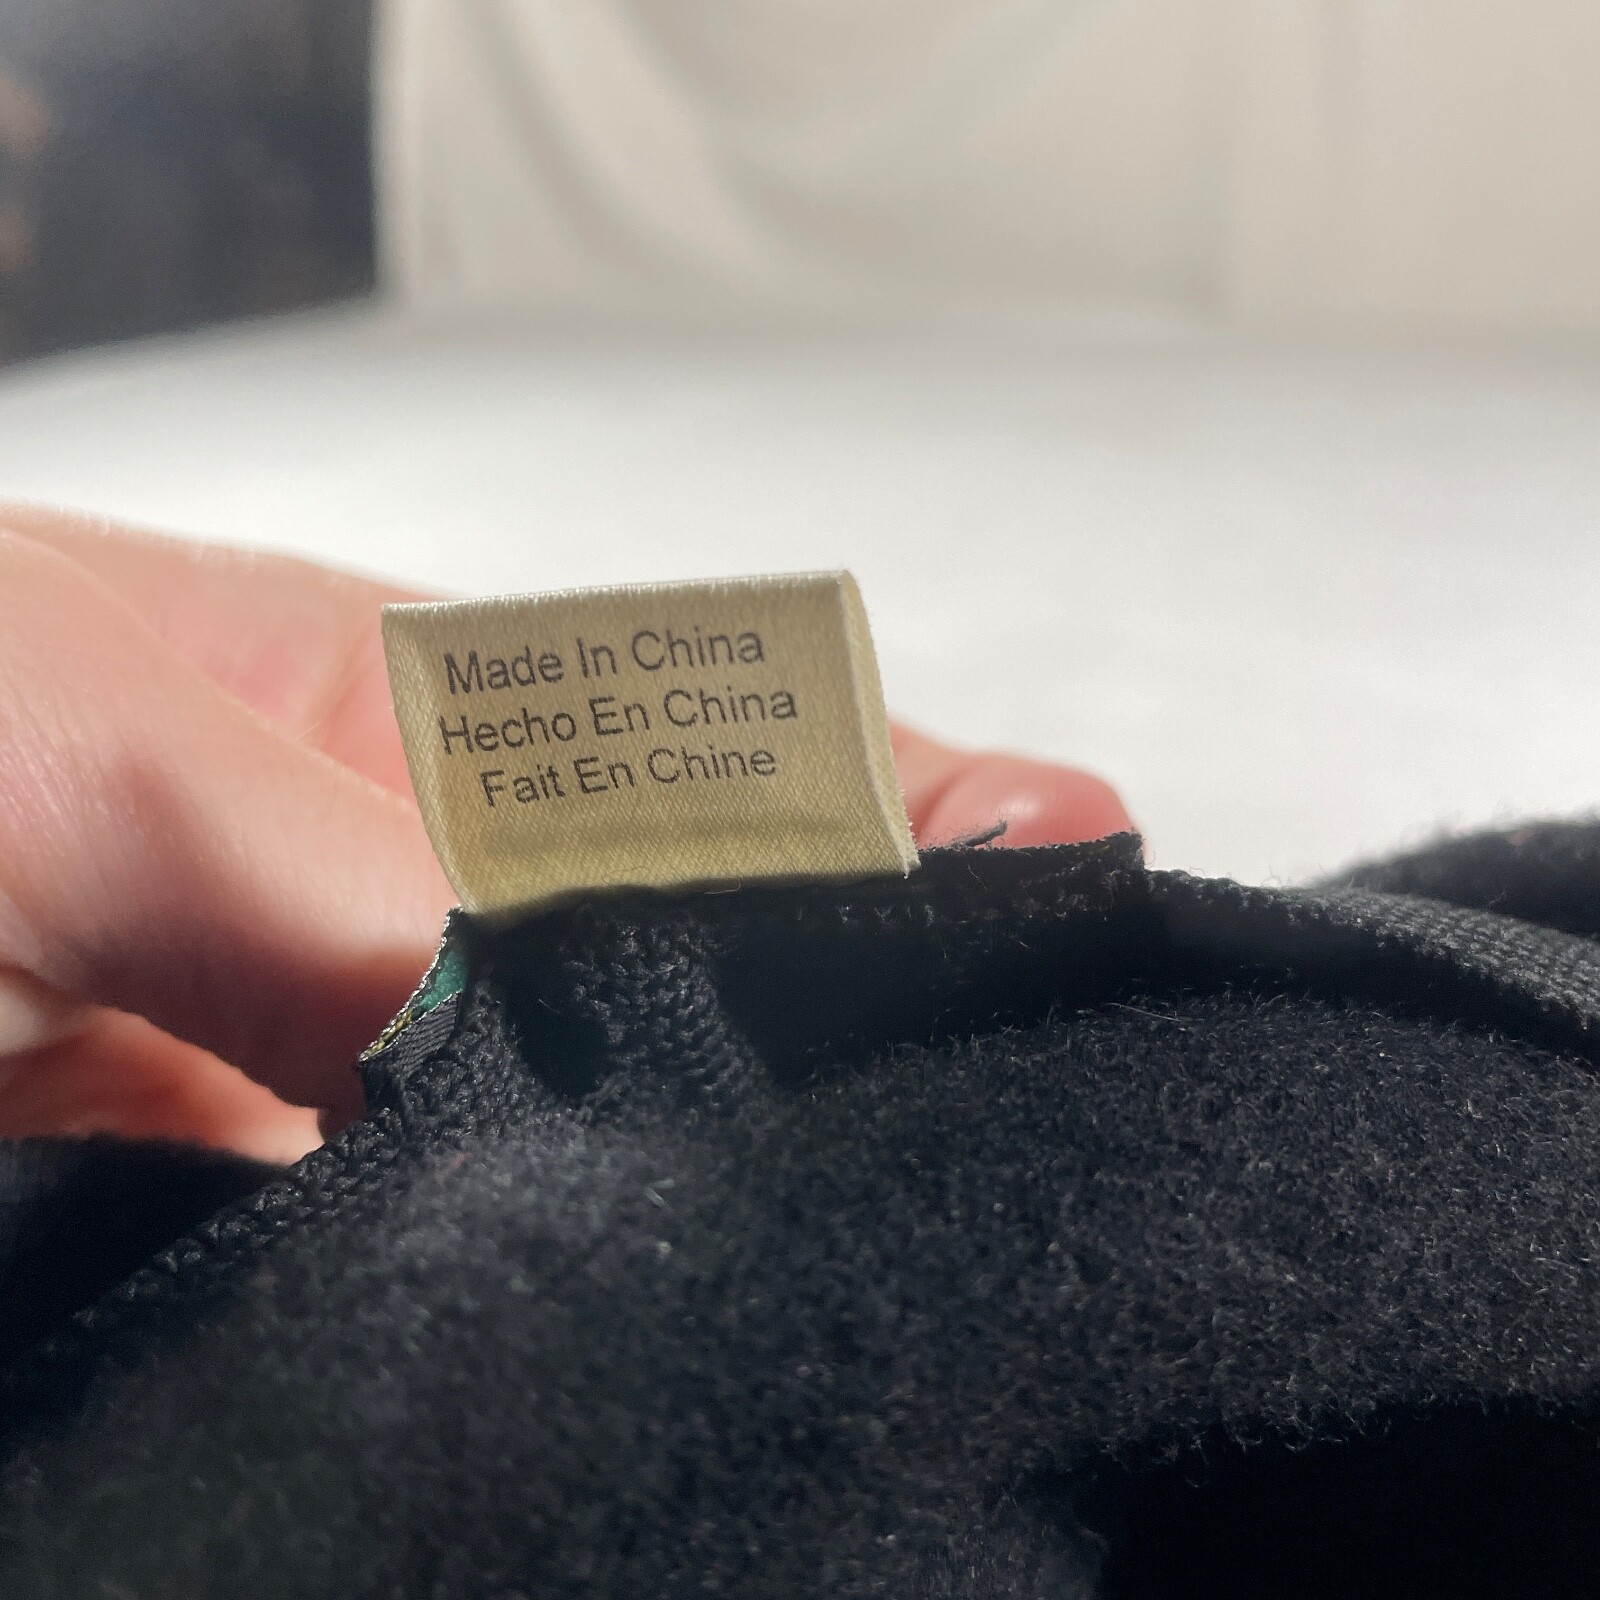 Made In China
Hecho En China
Fait En Chine